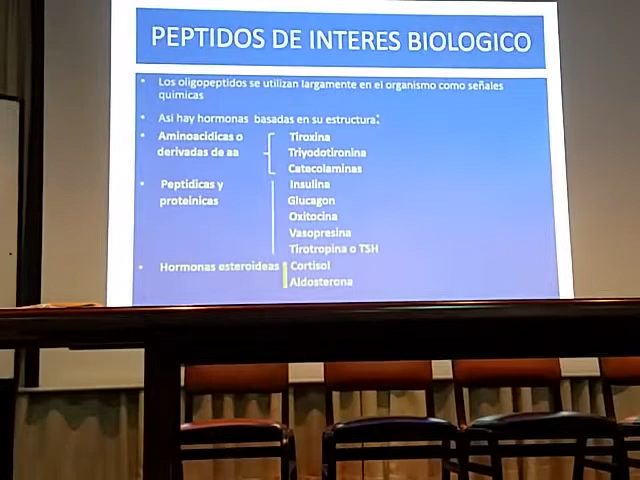 PEPTIDOS DE INTERES BIOLOGICO
Los oligopeptidos se utilizan largamente en el organismo como señales
quimicas
Asi hay hormonas basadas en su estructura:
Aminoacidicas o
derivadas de aa
Tiroxina
Triyodotironina
Catecolaminas
Peptidicas y
proteinicas
Insulina
Glucagon
Oxitocina
Vasopresina
Tirotropina o TSH
Hormonas esteroideas
Cortisol
Aldosterona